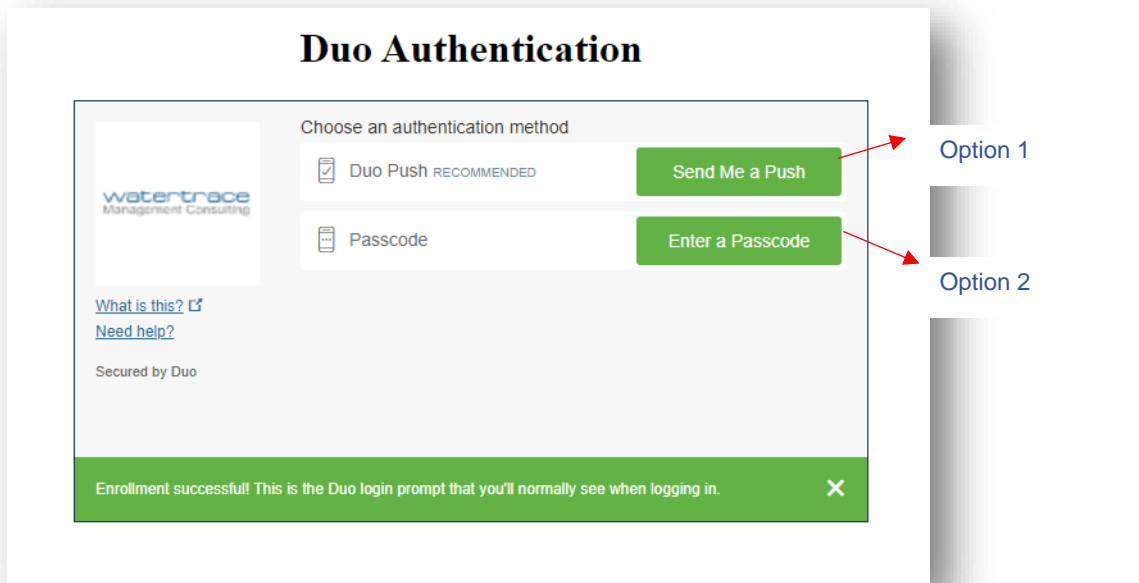 Duo Authentication
Choose an authentication method
Duo Push RECOMMENDED
Send Me a Push
Option 1
watertrace
Management Consulting
Passcode
Enter a Passcode
Option 2
What is this?
Need help?
Secured by Duo
Enrollment successful! This is the Duo login prompt that you'll normally see when logging in.